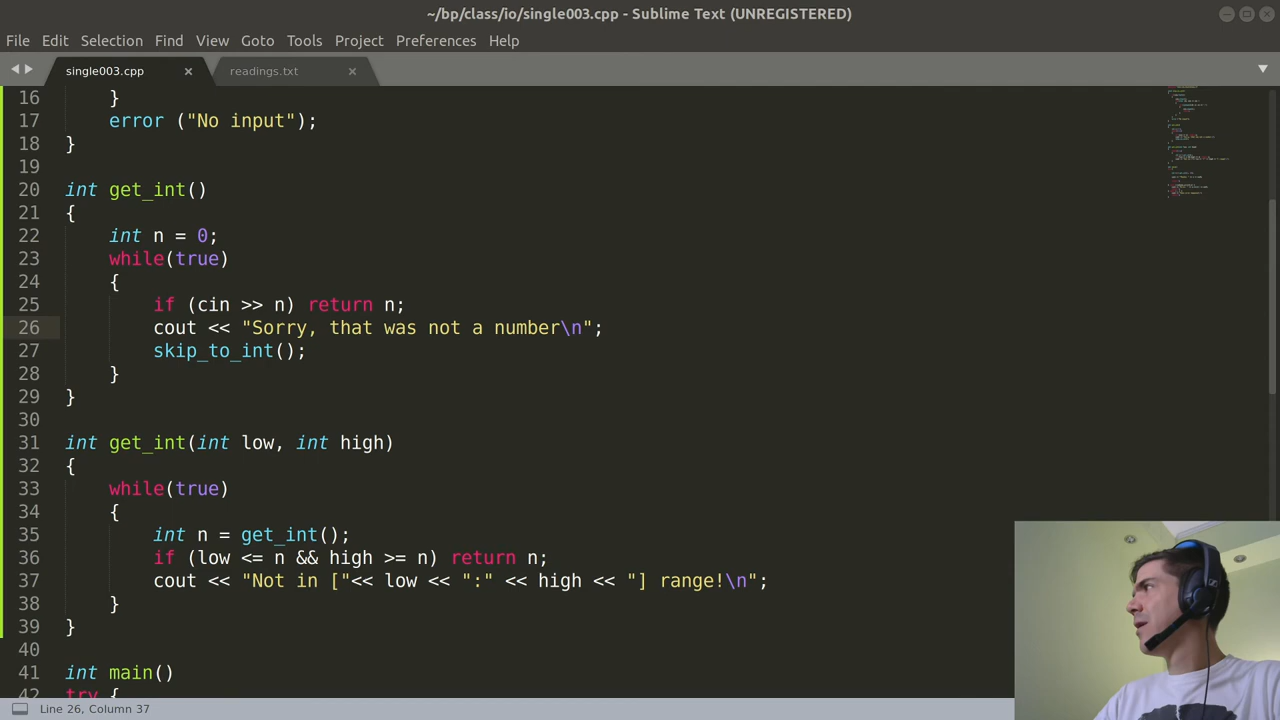 ~/bp/class/io/single003.cpp - Sublime Text (UNREGISTERED)
File Edit Selection Find View Goto Tools Project Preferences Help
single003.cpp × readings.txt ×
16 }
17 error ("No input");
18 }
19
20 int get_int()
21 {
22 int n = 0;
23 while(true)
24 {
25 if (cin >> n) return n;
26 cout << "Sorry, that was not a number\n";
27 skip_to_int();
28 }
29 }
30
31 int get_int(int low, int high)
32 {
33 while(true)
34 {
35 int n = get_int();
36 if (low <= n && high >= n) return n;
37 cout << "Not in ["<< low << ":" << high << "] range!\n";
38 }
39 }
40
41 int main()
42 try {
Line 26, Column 37